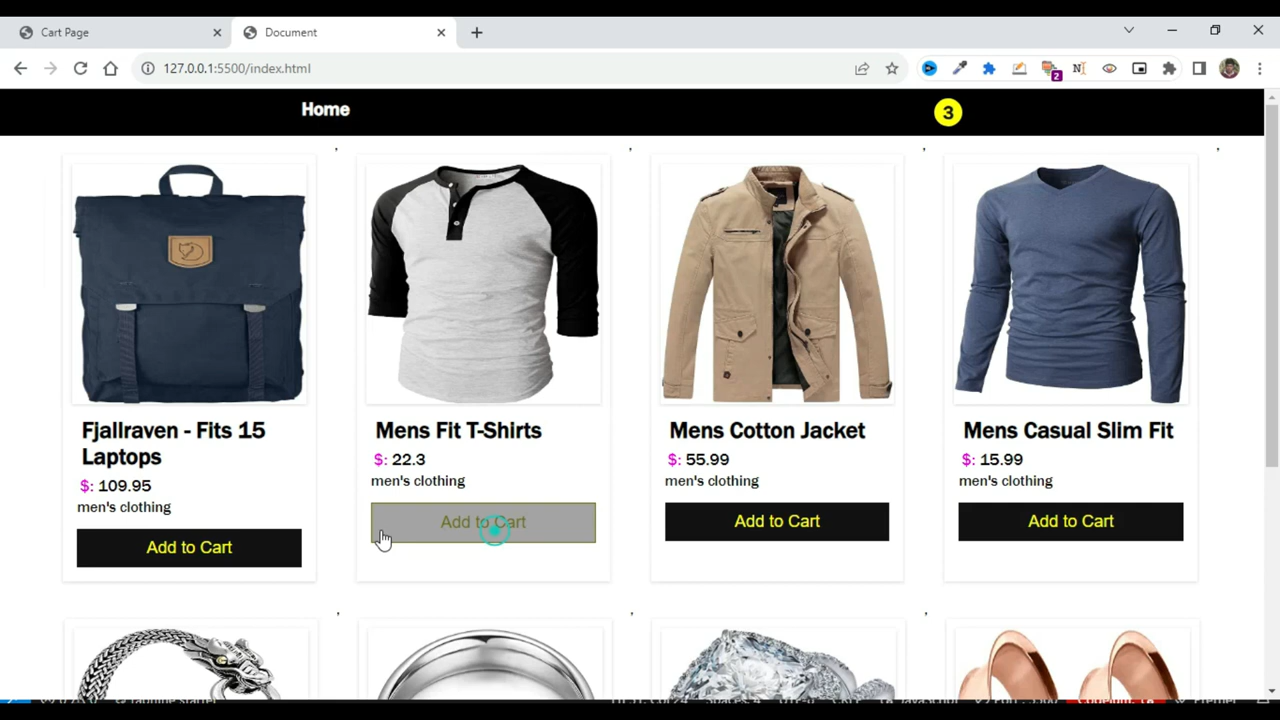 Cart Page
Document
127.0.0.1:5500/index.html
2
Home
3
, , , ,
Fjallraven - Fits 15
Laptops
$: 109.95
men's clothing
Add to Cart
Mens Fit T-Shirts
$: 22.3
men's clothing
Add to Cart
Mens Cotton Jacket
$: 55.99
men's clothing
Add to Cart
Mens Casual Slim Fit
$: 15.99
men's clothing
Add to Cart
, , ,